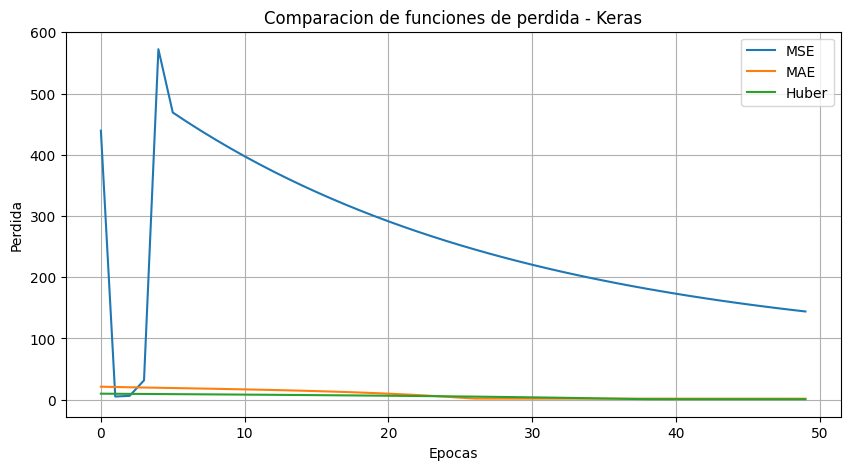 Comparacion de funciones de perdida - Keras
MSE
MAE
Huber
600
500
400
300
200
100
0
Perdida
0 10 20 30 40 50
Epocas